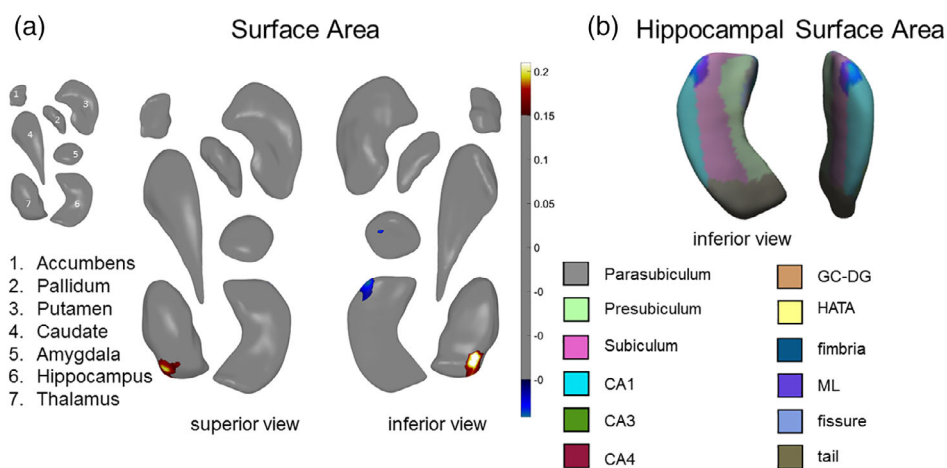 (a)
Surface Area
1
2
3
4
5
6
7
1. Accumbens
2. Pallidum
3. Putamen
4. Caudate
5. Amygdala
6. Hippocampus
7. Thalamus
superior view
inferior view
0.2
0.15
0.05
0
-0
-0
-0
(b)
Hippocampal Surface Area
inferior view
Parasubiculum
Presubiculum
Subiculum
CA1
CA3
CA4
GC-DG
HATA
fimbria
ML
fissure
tail